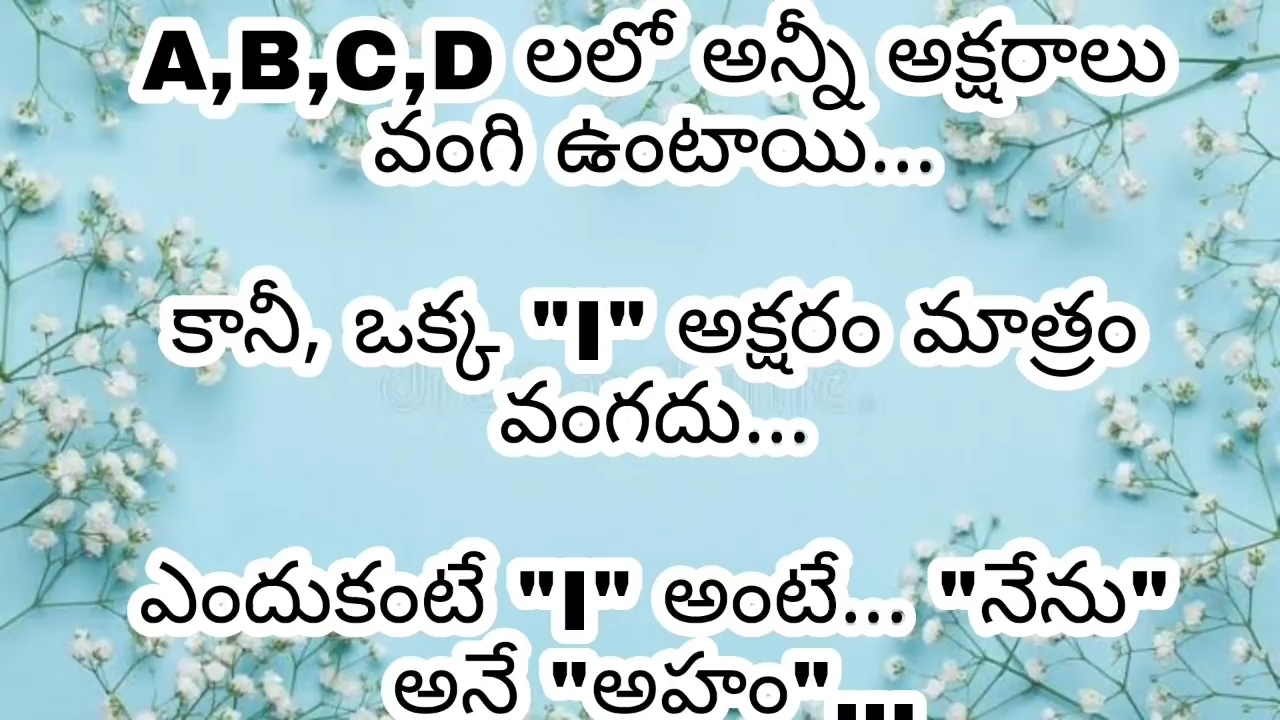 A,B,C,D లలో అన్నీ అక్షరాలు
వంగి ఉంటాయి...
కానీ, ఒక్క "I" అక్షరం మాత్రం
వంగదు...
ఎందుకంటే "I" అంటే... "నేను"
అనే "అహం"...